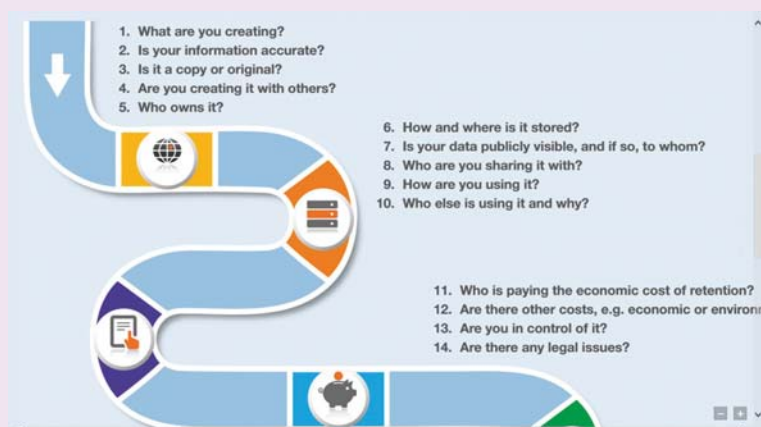 1. What are you creating?
2. Is your information accurate?
3. Is it a copy or original?
4. Are you creating it with others?
5. Who owns it?
6. How and where is it stored?
7. Is your data publicly visible, and if so, to whom?
8. Who are you sharing it with?
9. How are you using it?
10. Who else is using it and why?
11. Who is paying the economic cost of retention?
12. Are there other costs, e.g. economic or environ
13. Are you in control of it?
14. Are there any legal issues?